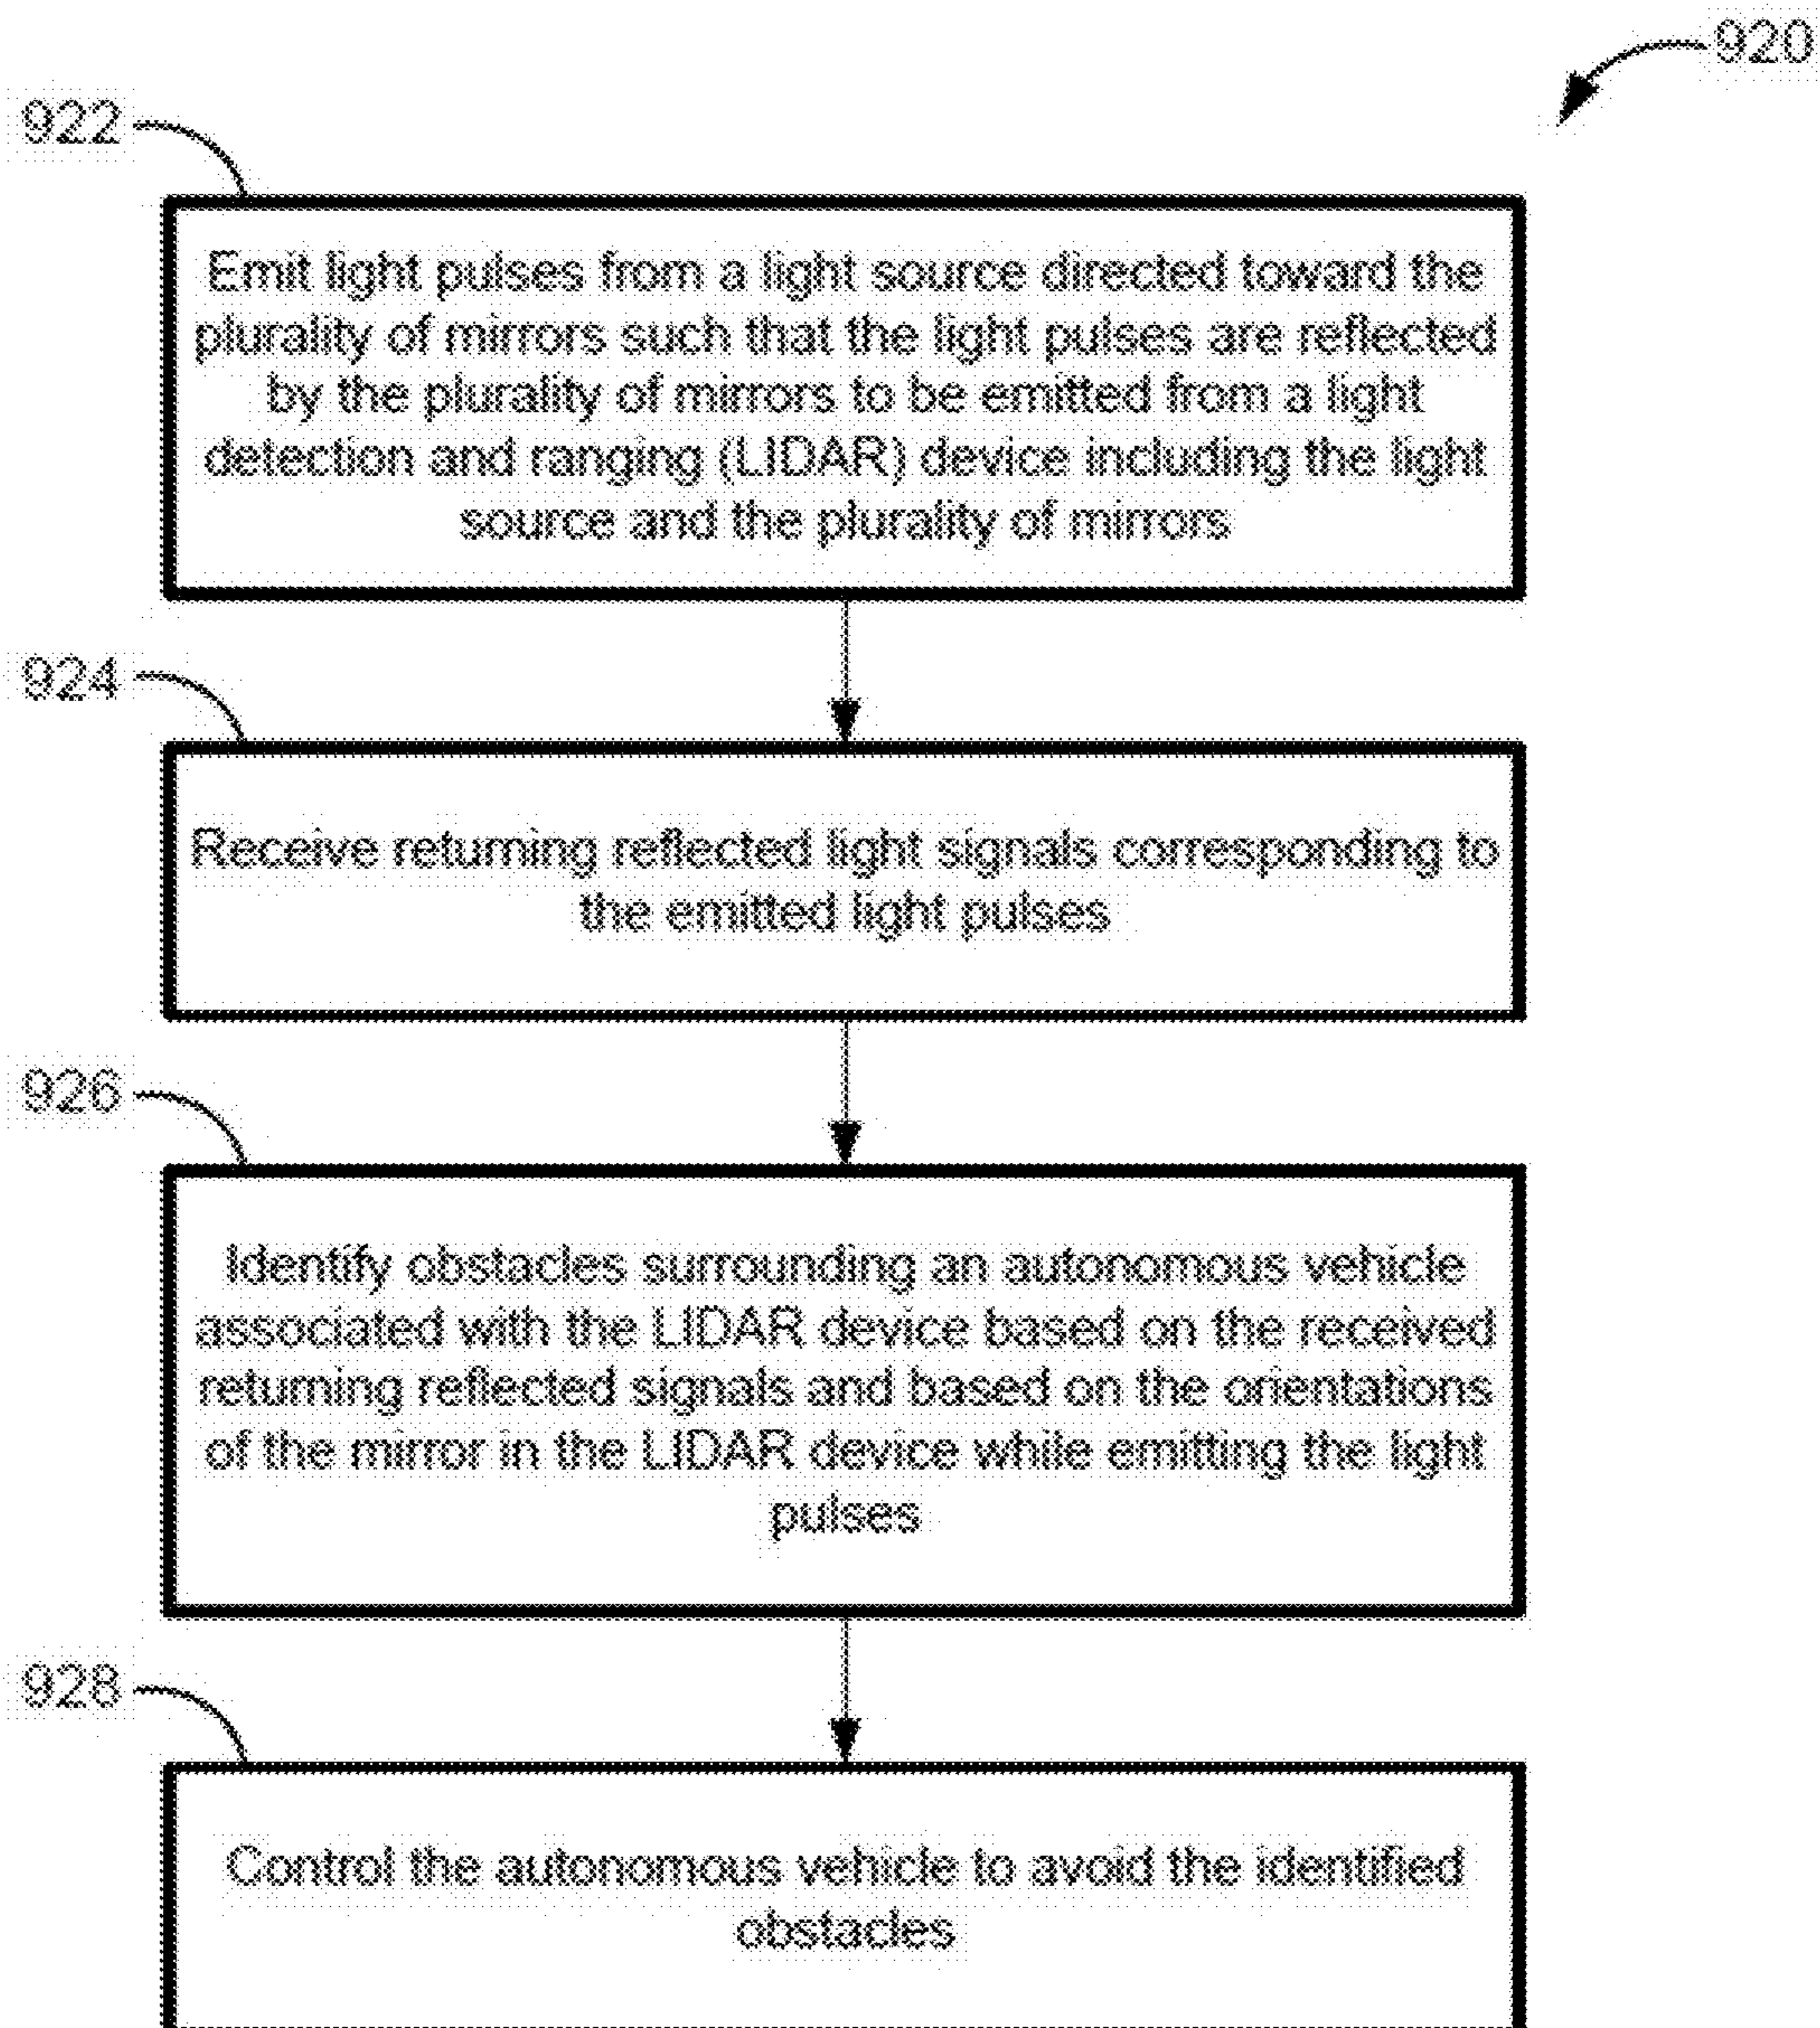 920
922
Emit light pulses from a light source directed toward the
plurality of mirrors such that the light pulses are reflected
by the plurality of mirrors to be emitted from a light
detection and ranging (LIDAR) device including the light
source and the plurality of mirrors
924
Receive returning reflected light signals corresponding to
the emitted light pulses
926
Identify obstacles surrounding an autonomous vehicle
associated with the LIDAR device based on the received
returning reflected signals and based on the orientations
of the mirror in the LIDAR device while emitting the light
pulses
928
Control the autonomous vehicle to avoid the identified
obstacles